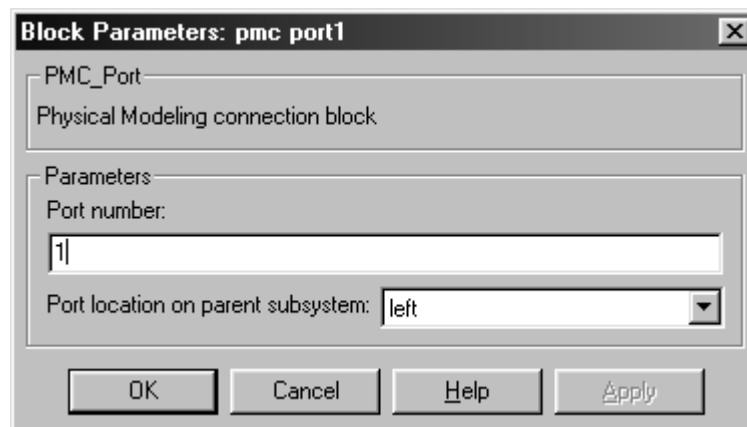 Block Parameters: pmc port1
PMC_Port
Physical Modeling connection block
Parameters
Port number:
1
Port location on parent subsystem: left
OK Cancel Help Apply